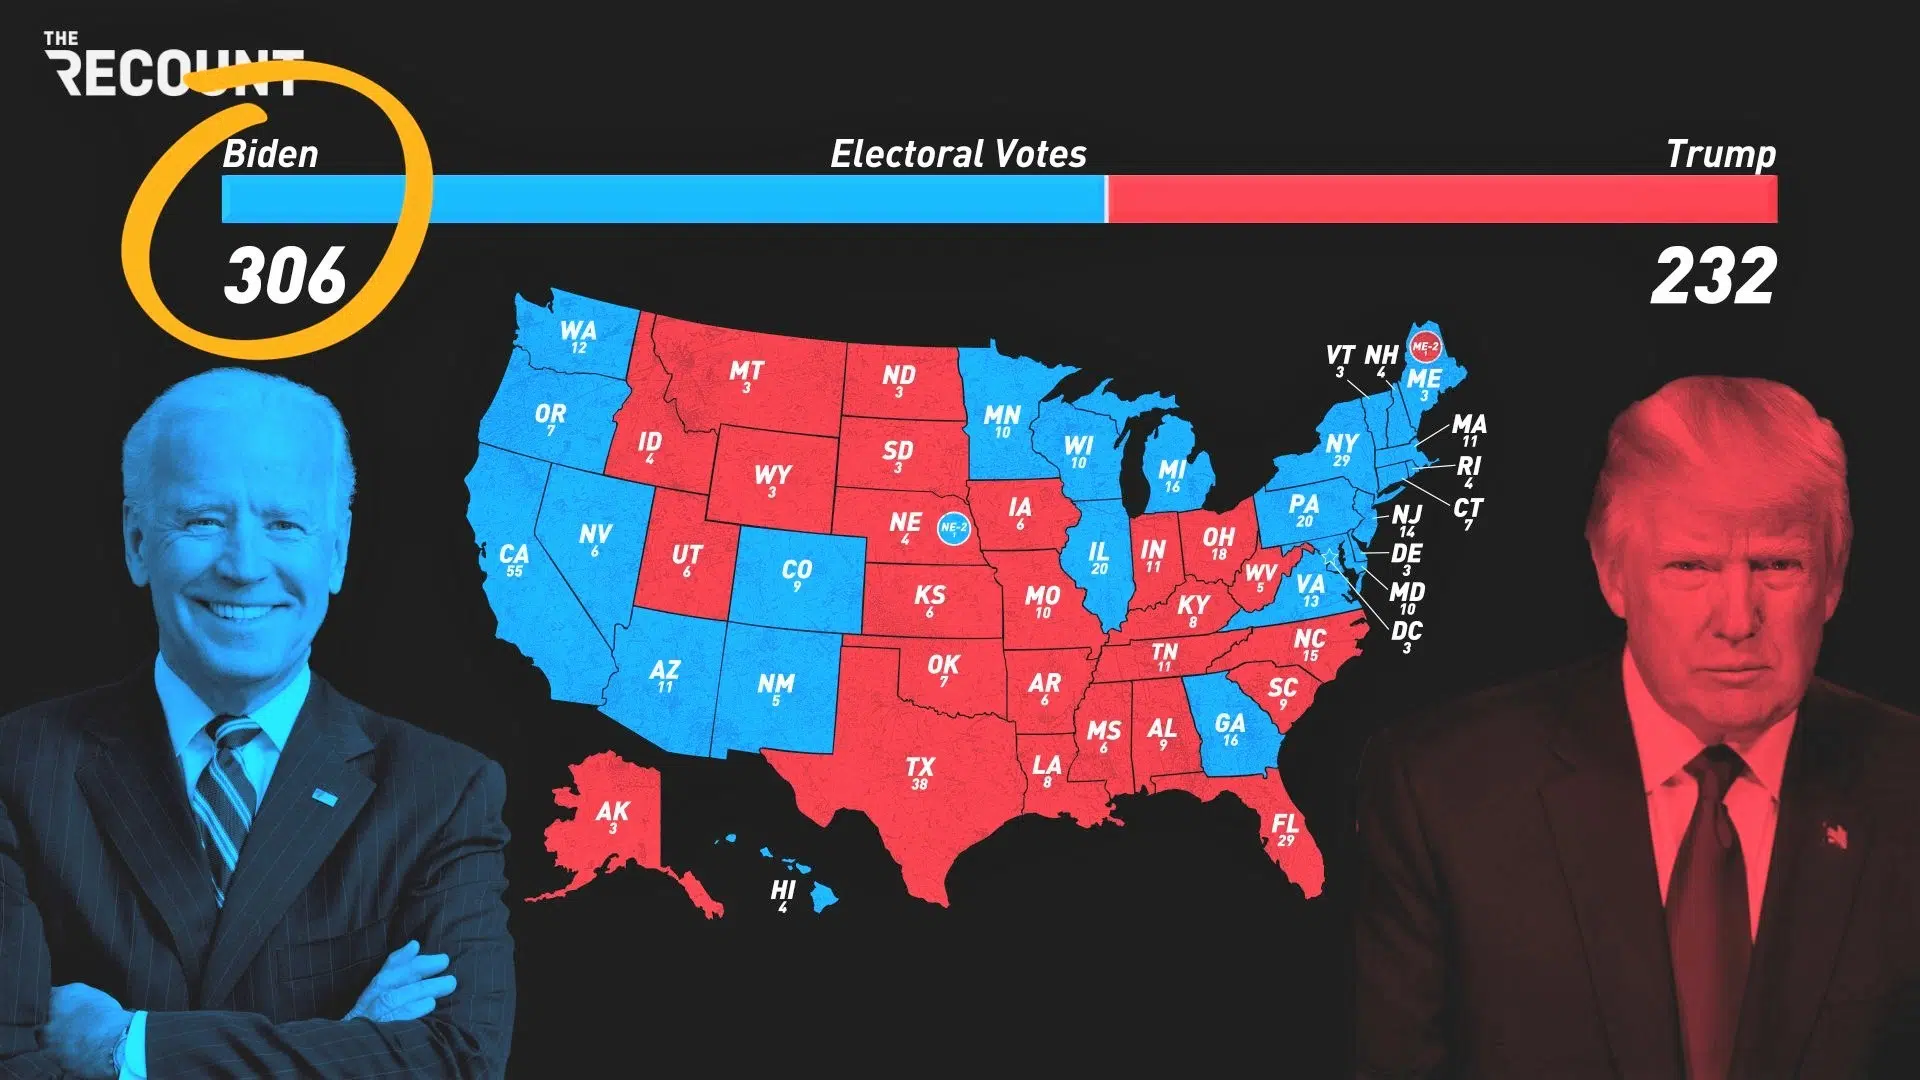 THE
RECOUNT
Biden
Electoral Votes
Trump
306
232
WA
12
OR
7
CA
55
NV
6
ID
4
MT
3
WY
3
UT
6
CO
9
AZ
11
NM
5
ND
3
SD
3
NE
4
NE-2
1
KS
6
OK
7
TX
38
MN
10
IA
6
MO
10
AR
6
LA
8
WI
10
IL
20
MI
16
IN
11
OH
18
KY
8
TN
11
MS
6
AL
9
GA
16
FL
29
SC
9
NC
15
VA
13
WV
5
PA
20
NY
29
VT
3
NH
4
ME-2
1
ME
3
MA
11
RI
4
CT
7
NJ
14
DE
3
MD
10
DC
3
AK
3
HI
4